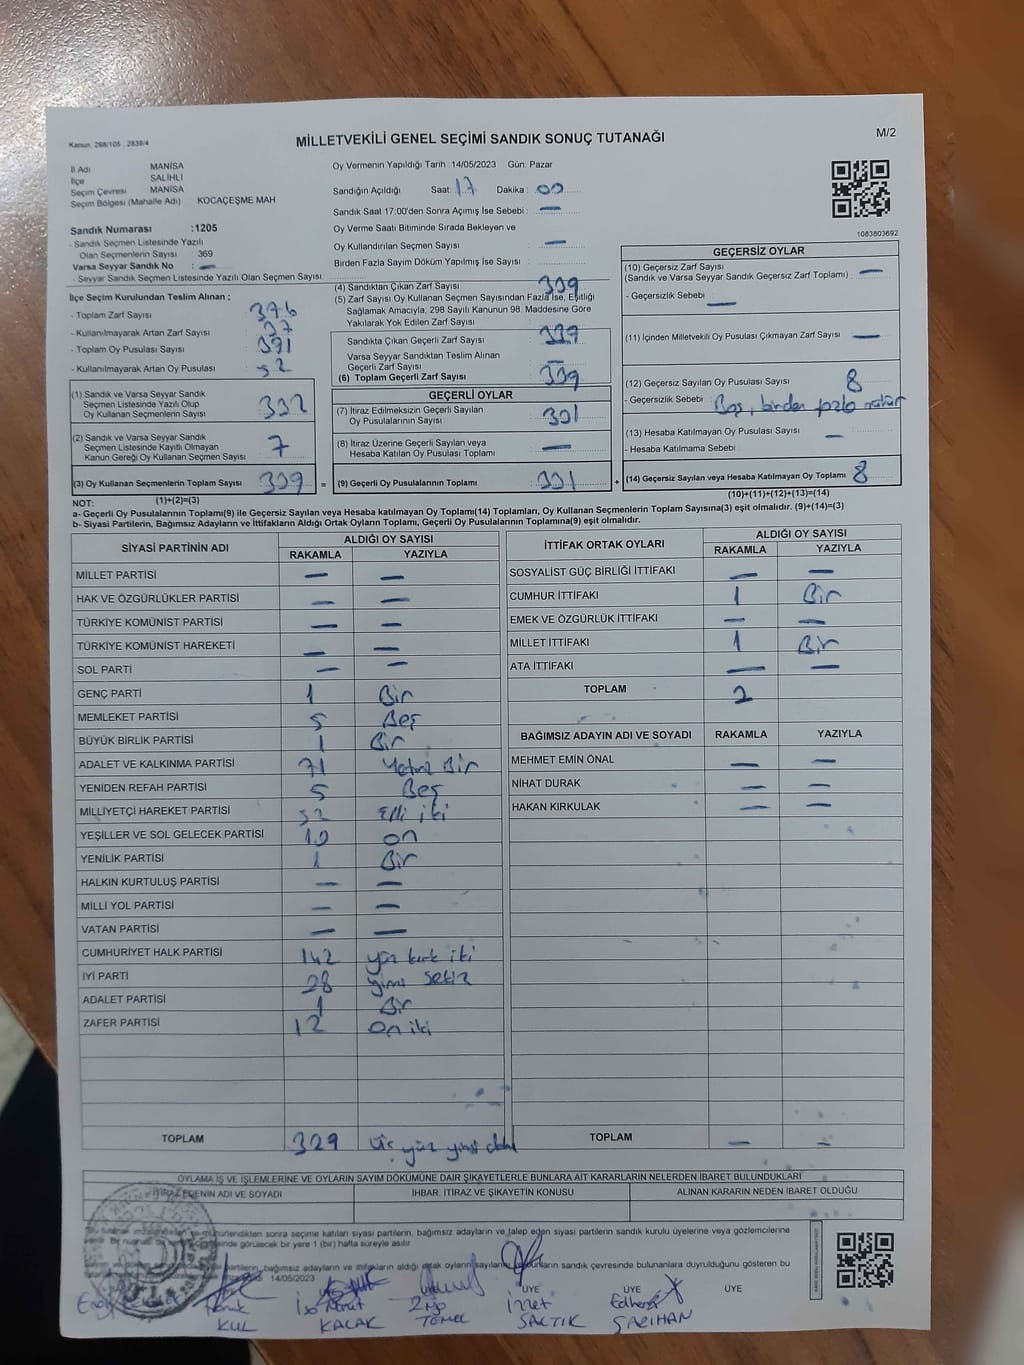 Kanun, 298/105 , 2839/4
MİLLETVEKİLİ GENEL SEÇİMİ SANDIK SONUÇ TUTANAĞI
M/2
İl Adı MANİSA
İlçe SALİHLİ
Seçim Çevresi MANİSA
Seçim Bölgesi (Mahalle Adı) KOCAÇEŞME MAH
Sandık Numarası :1205
- Sandık Seçmen Listesinde Yazılı
Olan Seçmenlerin Sayısı 369
Varsa Seyyar Sandık No : —
- Seyyar Sandık Seçmen Listesinde Yazılı Olan Seçmen Sayısı:
Oy Vermenin Yapıldığı Tarih :14/05/2023 Gün: Pazar
Sandığın Açıldığı Saat: 17 Dakika : 00
Sandık Saat 17:00'den Sonra Açımış İse Sebebi : —
Oy Verme Saati Bitiminde Sırada Bekleyen ve
Oy Kullandırılan Seçmen Sayısı : —
Birden Fazla Sayım Döküm Yapılmış İse Sayısı :
1083803692
İlçe Seçim Kurulundan Teslim Alınan ;
- Toplam Zarf Sayısı : 376
- Kullanılmayarak Artan Zarf Sayısı : 37
- Toplam Oy Pusulası Sayısı : 391
- Kullanılmayarak Artan Oy Pusulası : 52
(1) Sandık ve Varsa Seyyar Sandık
Seçmen Listesinde Yazılı Olup
Oy Kullanan Seçmenlerin Sayısı : 332
(2) Sandık ve Varsa Seyyar Sandık
Seçmen Listesinde Kayıtlı Olmayan
Kanun Gereği Oy Kullanan Seçmen Sayısı : 7
(3) Oy Kullanan Seçmenlerin Toplam Sayısı : 339 =
(1)+(2)=(3)
(4) Sandıktan Çıkan Zarf Sayısı : 339
(5) Zarf Sayısı Oy Kullanan Seçmen Sayısından Fazla İse, Eşitliği
Sağlamak Amacıyla, 298 Sayılı Kanunun 98. Maddesine Göre
Yakılarak Yok Edilen Zarf Sayısı :
Sandıkta Çıkan Geçerli Zarf Sayısı : 339
Varsa Seyyar Sandıktan Teslim Alınan
Geçerli Zarf Sayısı : —
(6) Toplam Geçerli Zarf Sayısı : 339
GEÇERLİ OYLAR
(7) İtiraz Edilmeksizin Geçerli Sayılan
Oy Pusulalarının Sayısı : 331
(8) İtiraz Üzerine Geçerli Sayılan veya
Hesaba Katılan Oy Pusulası Toplamı : —
(9) Geçerli Oy Pusulalarının Toplamı : 331 +
GEÇERSİZ OYLAR
(10) Geçersiz Zarf Sayısı
(Sandık ve Varsa Seyyar Sandık Geçersiz Zarf Toplamı) : —
- Geçersizlik Sebebi : —
(11) İçinden Milletvekili Oy Pusulası Çıkmayan Zarf Sayısı : —
(12) Geçersiz Sayılan Oy Pusulası Sayısı : 8
- Geçersizlik Sebebi : Boş, birden fazla mühür
(13) Hesaba Katılmayan Oy Pusulası Sayısı : —
- Hesaba Katılmama Sebebi :
(14) Geçersiz Sayılan veya Hesaba Katılmayan Oy Toplamı : 8
(10)+(11)+(12)+(13)=(14)
NOT:
a- Geçerli Oy Pusulalarının Toplamı(9) ile Geçersiz Sayılan veya Hesaba Katılmayan Oy Toplamı(14) Toplamları, Oy Kullanan Seçmenlerin Toplam Sayısına(3) eşit olmalıdır. (9)+(14)=(3)
b- Siyasi Partilerin, Bağımsız Adayların ve İttifakların Aldığı Ortak Oyların Toplamı, Geçerli Oy Pusulalarının Toplamına(9) eşit olmalıdır.
SİYASİ PARTİNİN ADI ALDIĞI OY SAYISI
RAKAMLA YAZIYLA
MİLLET PARTİSİ — —
HAK VE ÖZGÜRLÜKLER PARTİSİ — —
TÜRKİYE KOMÜNİST PARTİSİ — —
TÜRKİYE KOMÜNİST HAREKETİ — —
SOL PARTİ — —
GENÇ PARTİ 1 Bir
MEMLEKET PARTİSİ 5 Beş
BÜYÜK BİRLİK PARTİSİ 1 Bir
ADALET VE KALKINMA PARTİSİ 71 Yetmiş Bir
YENİDEN REFAH PARTİSİ 5 Beş
MİLLİYETÇİ HAREKET PARTİSİ 52 Elli iki
YEŞİLLER VE SOL GELECEK PARTİSİ 10 on
YENİLİK PARTİSİ 1 Bir
HALKIN KURTULUŞ PARTİSİ — —
MİLLİ YOL PARTİSİ — —
VATAN PARTİSİ — —
CUMHURİYET HALK PARTİSİ 142 yüz kırk iki
İYİ PARTİ 28 yirmi sekiz
ADALET PARTİSİ 1 Bir
ZAFER PARTİSİ 12 on iki
TOPLAM 329 üç yüz yirmi dokuz
İTTİFAK ORTAK OYLARI ALDIĞI OY SAYISI
RAKAMLA YAZIYLA
SOSYALİST GÜÇ BİRLİĞİ İTTİFAKI — —
CUMHUR İTTİFAKI 1 Bir
EMEK VE ÖZGÜRLÜK İTTİFAKI — —
MİLLET İTTİFAKI 1 Bir
ATA İTTİFAKI — —
TOPLAM 2
BAĞIMSIZ ADAYIN ADI VE SOYADI RAKAMLA YAZIYLA
MEHMET EMİN ÖNAL — —
NİHAT DURAK — —
HAKAN KIRKULAK — —
TOPLAM — —
OYLAMA İŞ VE İŞLEMLERİNE VE OYLARIN SAYIM DÖKÜMÜNE DAİR ŞİKAYETLERLE BUNLARA AİT KARARLARIN NELERDEN İBARET BULUNDUKLARI
İTİRAZ EDENİN ADI VE SOYADI İHBAR, İTİRAZ VE ŞİKAYETİN KONUSU ALINAN KARARIN NEDEN İBARET OLDUĞU
sonra seçime katılan siyasi partilerin, bağımsız adayların ve talep eden siyasi partilerin sandık kurulu üyelerine veya gözlemcilerine
görülecek bir yere 1 (bir) hafta süreyle asılır
partilerin, bağımsız adayların ve ittifakların aldığı ortak oyların sandık çevresinde bulunanlara duyrulduğunu gösteren bu
14/05/2023
ÜYE ÜYE ÜYE
KUL KACAK TEMEL İzzet SALTIK Edhem SARIHAN